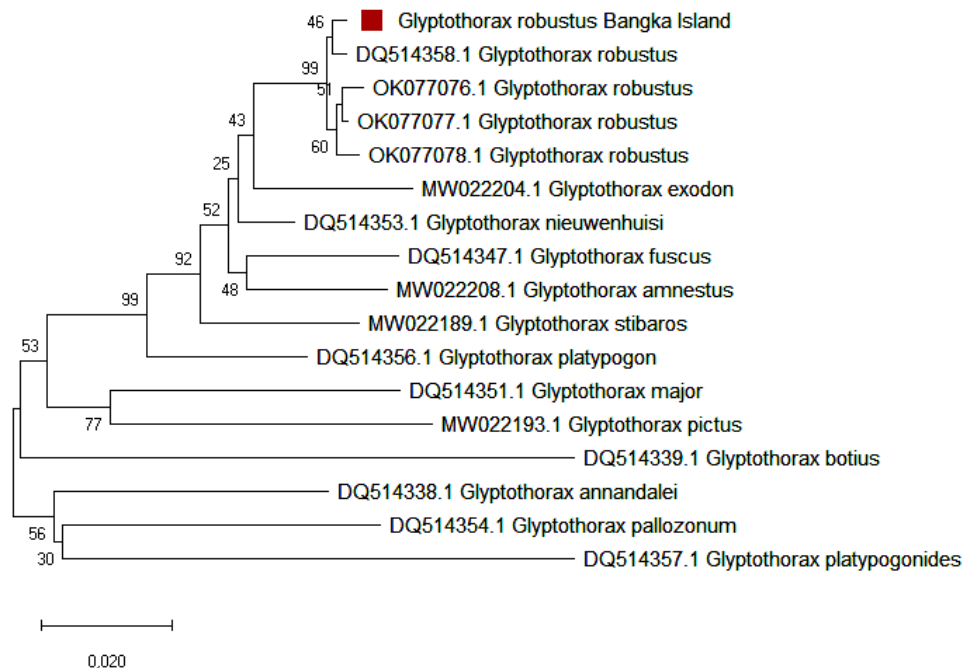 46
Glyptothorax robustus Bangka Island
DQ514358.1 Glyptothorax robustus
99
51
OK077076.1 Glyptothorax robustus
43
OK077077.1 Glyptothorax robustus
60
OK077078.1 Glyptothorax robustus
25
MW022204.1 Glyptothorax exodon
52
DQ514353.1 Glyptothorax nieuwenhuisi
92
DQ514347.1 Glyptothorax fuscus
48
MW022208.1 Glyptothorax amnestus
99
MW022189.1 Glyptothorax stibaros
53
DQ514356.1 Glyptothorax platypogon
DQ514351.1 Glyptothorax major
77
MW022193.1 Glyptothorax pictus
DQ514339.1 Glyptothorax botius
DQ514338.1 Glyptothorax annandalei
56
DQ514354.1 Glyptothorax pallozonum
30
DQ514357.1 Glyptothorax platypogonides
0,020